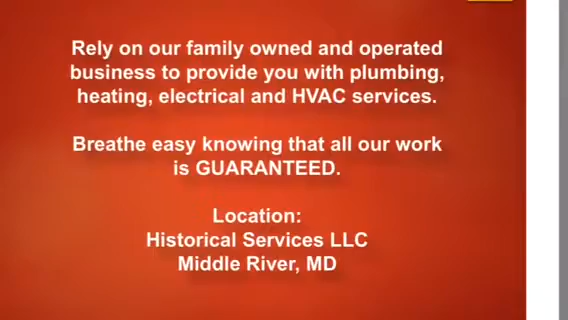 Rely on our family owned and operated
business to provide you with plumbing,
heating, electrical and HVAC services.
Breathe easy knowing that all our work
is GUARANTEED.
Location:
Historical Services LLC
Middle River, MD